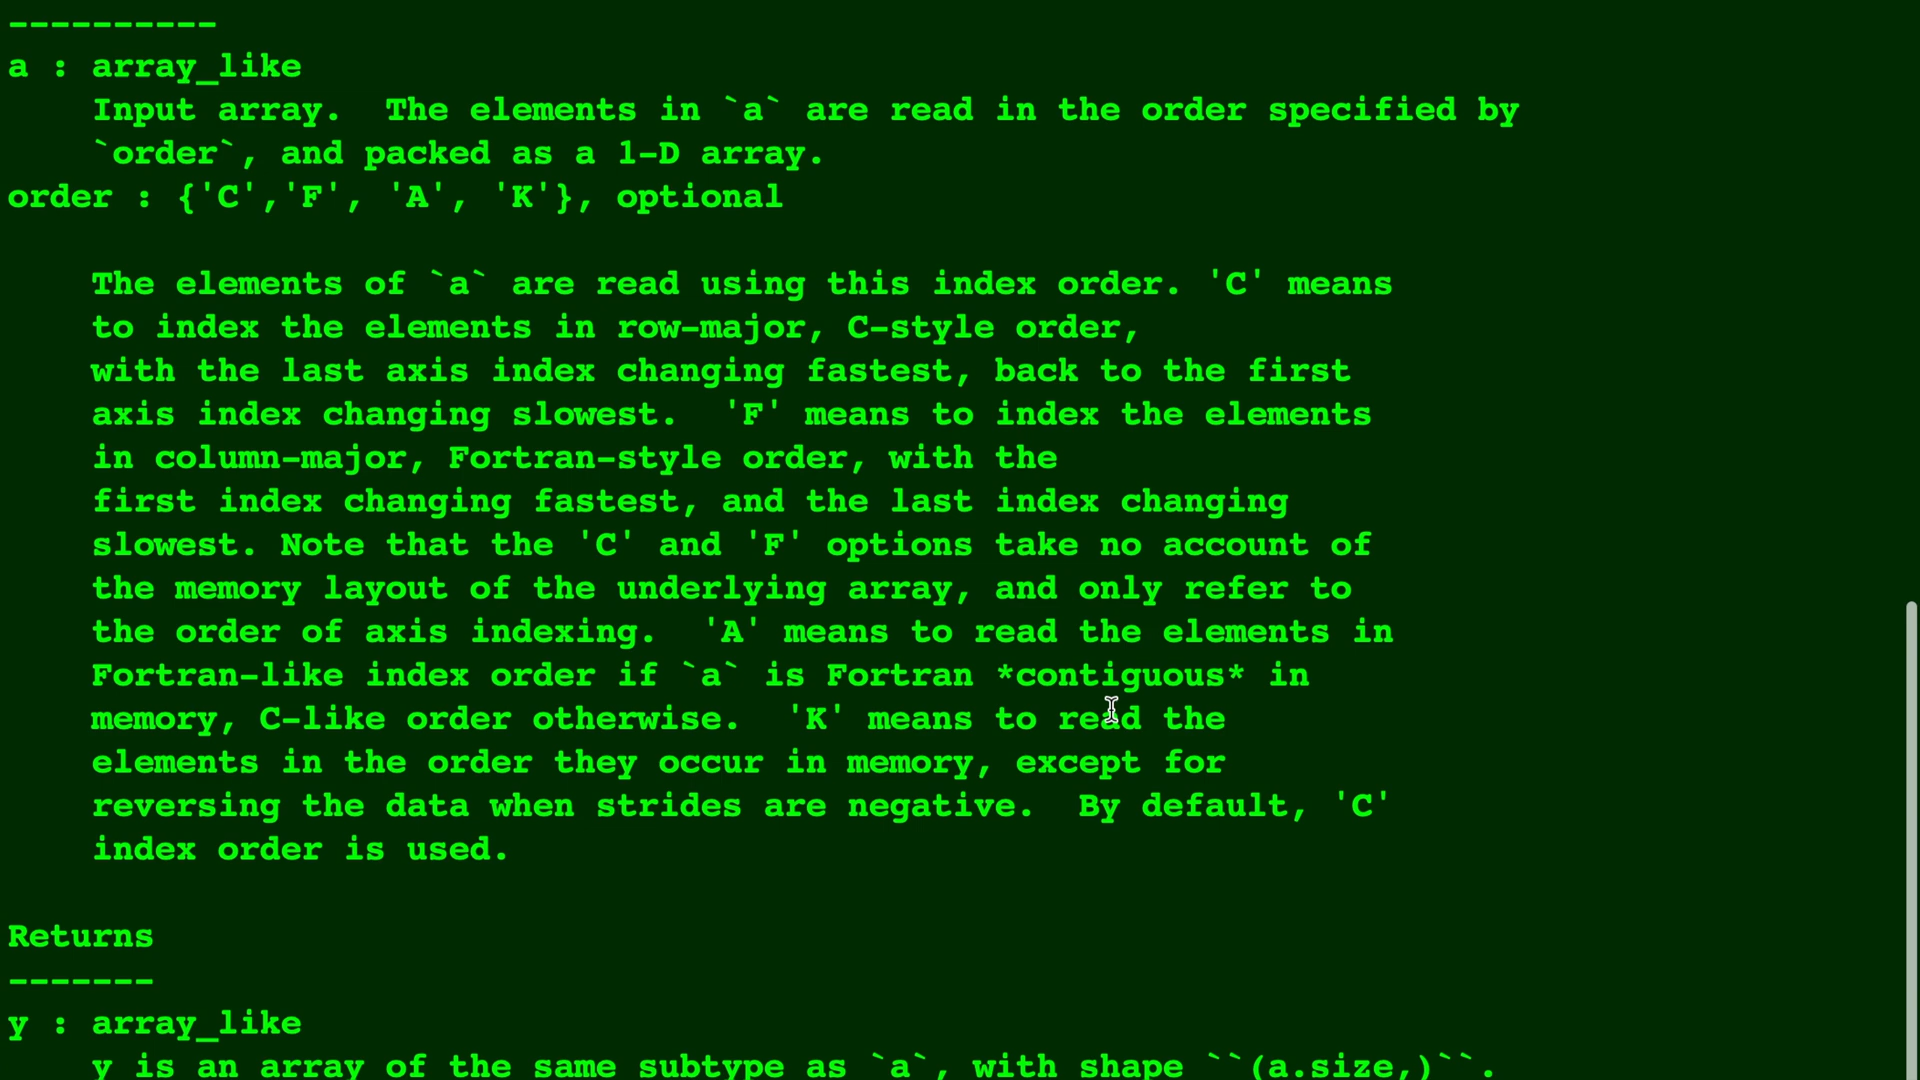 ----------
a : array_like
    Input array.  The elements in `a` are read in the order specified by
    `order`, and packed as a 1-D array.
order : {'C','F', 'A', 'K'}, optional

    The elements of `a` are read using this index order. 'C' means
    to index the elements in row-major, C-style order,
    with the last axis index changing fastest, back to the first
    axis index changing slowest.  'F' means to index the elements
    in column-major, Fortran-style order, with the
    first index changing fastest, and the last index changing
    slowest. Note that the 'C' and 'F' options take no account of
    the memory layout of the underlying array, and only refer to
    the order of axis indexing.  'A' means to read the elements in
    Fortran-like index order if `a` is Fortran *contiguous* in
    memory, C-like order otherwise.  'K' means to read the
    elements in the order they occur in memory, except for
    reversing the data when strides are negative.  By default, 'C'
    index order is used.

Returns
-------
y : array_like
    y is an array of the same subtype as `a`, with shape ``(a.size,)``.